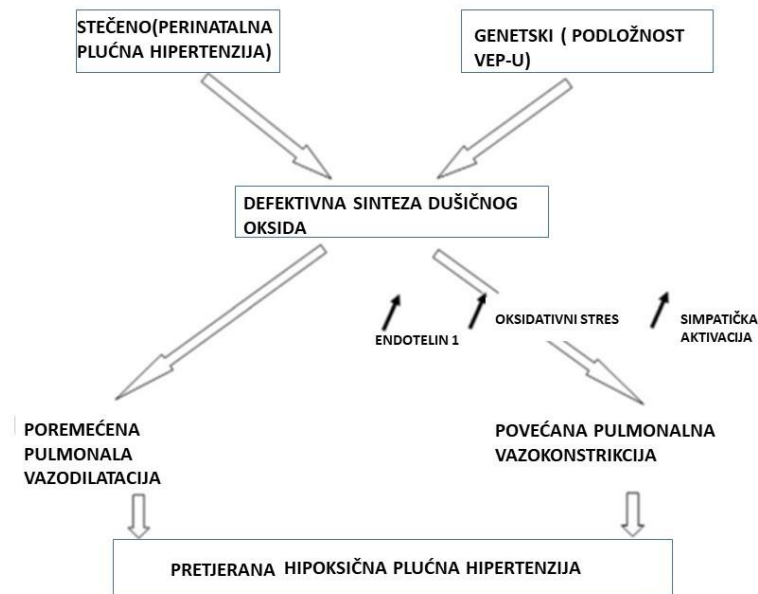 STEČENO(PERINATALNA
PLUĆNA HIPERTENZIJA)
GENETSKI ( PODLOŽNOST
VEP-U)
DEFEKTIVNA SINTEZA DUŠIČNOG
OKSIDA
ENDOTELIN 1
OKSIDATIVNI STRES
SIMPATIČKA
AKTIVACIJA
POREMEĆENA
PULMONALA
VAZODILATACIJA
POVEĆANA PULMONALNA
VAZOKONSTRIKCIJA
PRETJERANA HIPOKSIČNA PLUĆNA HIPERTENZIJA